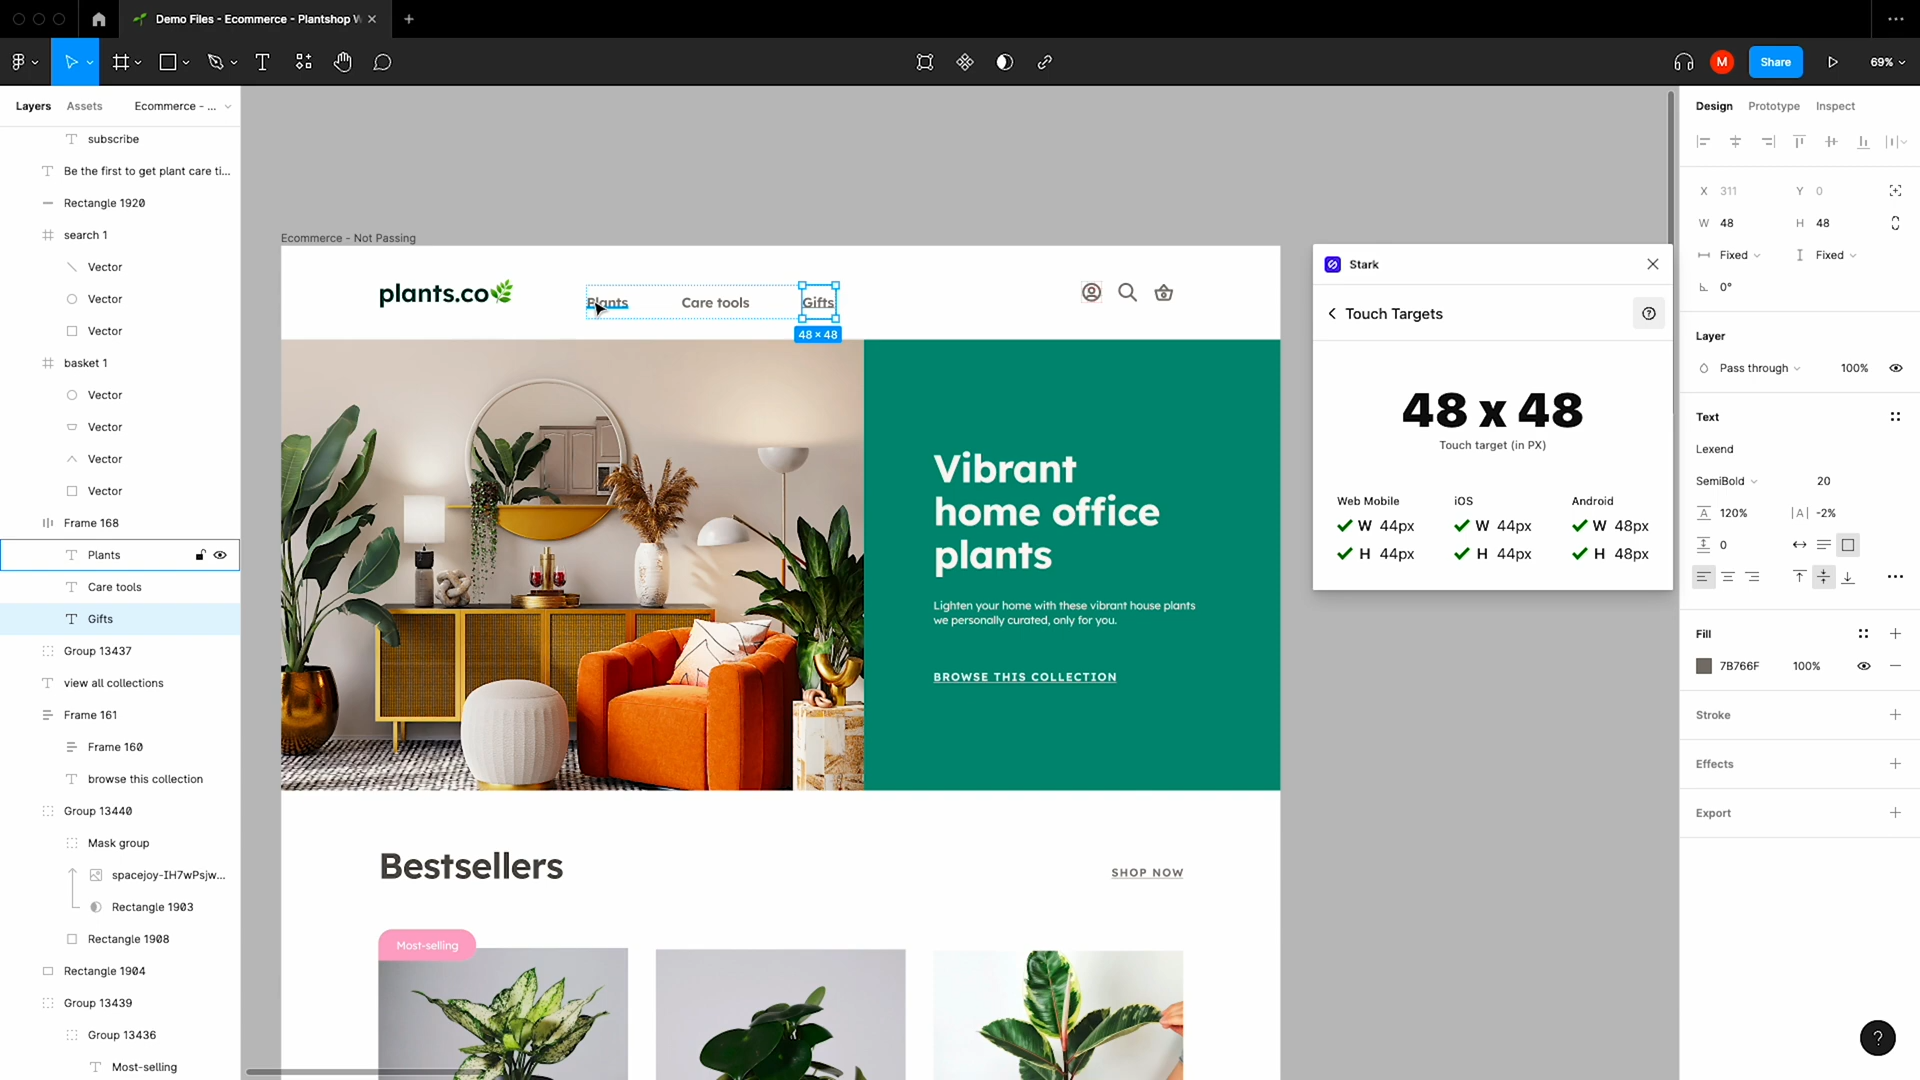 Demo Files - Ecommerce - Plantshop W
M
Share
69%
Layers
Assets
Ecommerce - ...
subscribe
Be the first to get plant care ti...
Rectangle 1920
search 1
Vector
Vector
Vector
basket 1
Vector
Vector
Vector
Vector
Frame 168
Plants
Care tools
Gifts
Group 13437
view all collections
Frame 161
Frame 160
browse this collection
Group 13440
Mask group
spacejoy-IH7wPsjw...
Rectangle 1903
Rectangle 1908
Rectangle 1904
Group 13439
Group 13436
Most-selling
Ecommerce - Not Passing
plants.co
Plants
Care tools
Gifts
48 × 48
Vibrant
home office
plants
Lighten your home with these vibrant house plants
we personally curated, only for you.
BROWSE THIS COLLECTION
Bestsellers
SHOP NOW
Most-selling
Stark
Touch Targets
48 x 48
Touch target (in PX)
Web Mobile
W 44px
H 44px
iOS
W 44px
H 44px
Android
W 48px
H 48px
Design
Prototype
Inspect
X 311
Y 0
W 48
H 48
Fixed
Fixed
0°
Layer
Pass through
100%
Text
Lexend
SemiBold
20
120%
|A| -2%
0
Fill
7B766F
100%
Stroke
Effects
Export
?